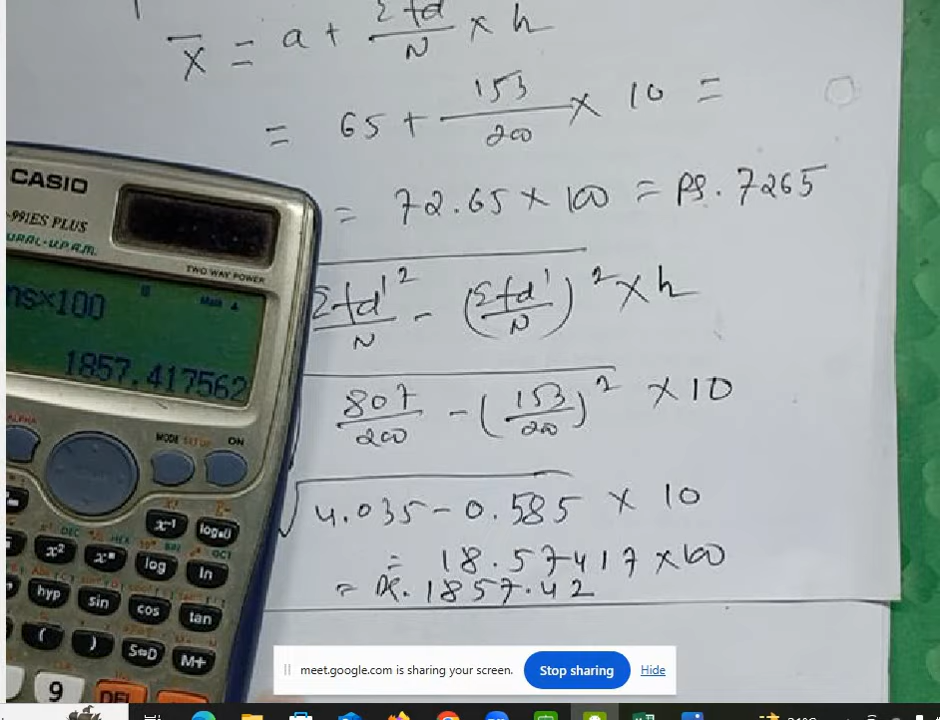 x̄ = a + Σfd / N × h
= 65 + 153/200 × 10 =
= 72.65 × 100 = Rs. 7265
Σfd'²/N - (Σfd'/N)² × h
807/200 - (153/200)² × 10
√4.035 - 0.585 × 10
= 18.57417 × 100
= Rs. 1857.42
CASIO
-991ES PLUS
URAL-V.P.A.M.
TWO WAY POWER
ns×100
Math ▲
1857.417562
ALPHA
MODE SETUP ON
x⁻¹ log
x² log ln
hyp sin cos tan
( ) S⇔D M+
9 DEL
meet.google.com is sharing your screen. Stop sharing Hide